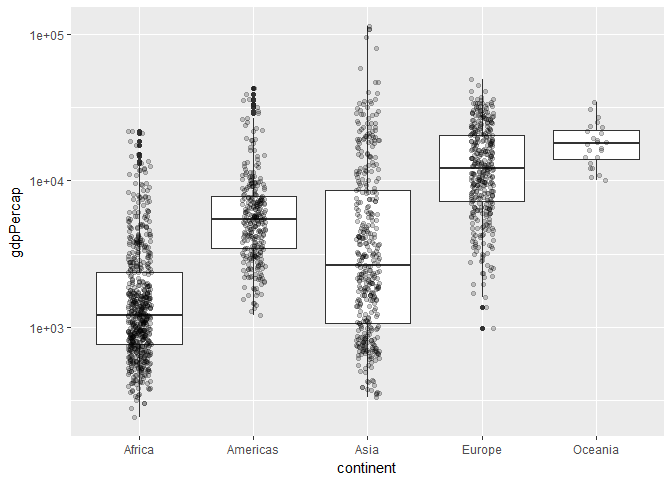 1e+05
1e+04
1e+03
gdpPercap
Africa
Americas
Asia
Europe
Oceania
continent